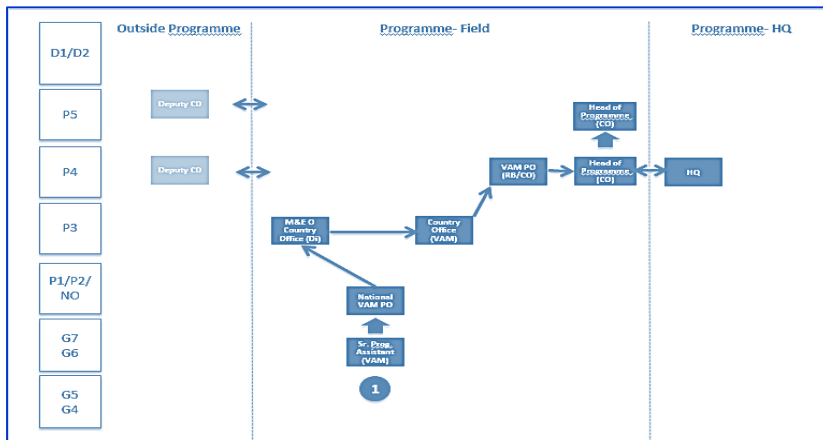 Outside Programme
Programme- Field
Programme- HQ
D1/D2
P5
Deputy CD
Head of
Programme
(CO)
P4
Deputy CD
VAM PO
(RB/CO)
Head of
Programme
(CO)
HQ
P3
M&E O
Country
Office (Di)
Country
Office
(VAM)
P1/P2/
NO
National
VAM PO
G7
G6
Sr. Prog.
Assistant
(VAM)
1
G5
G4